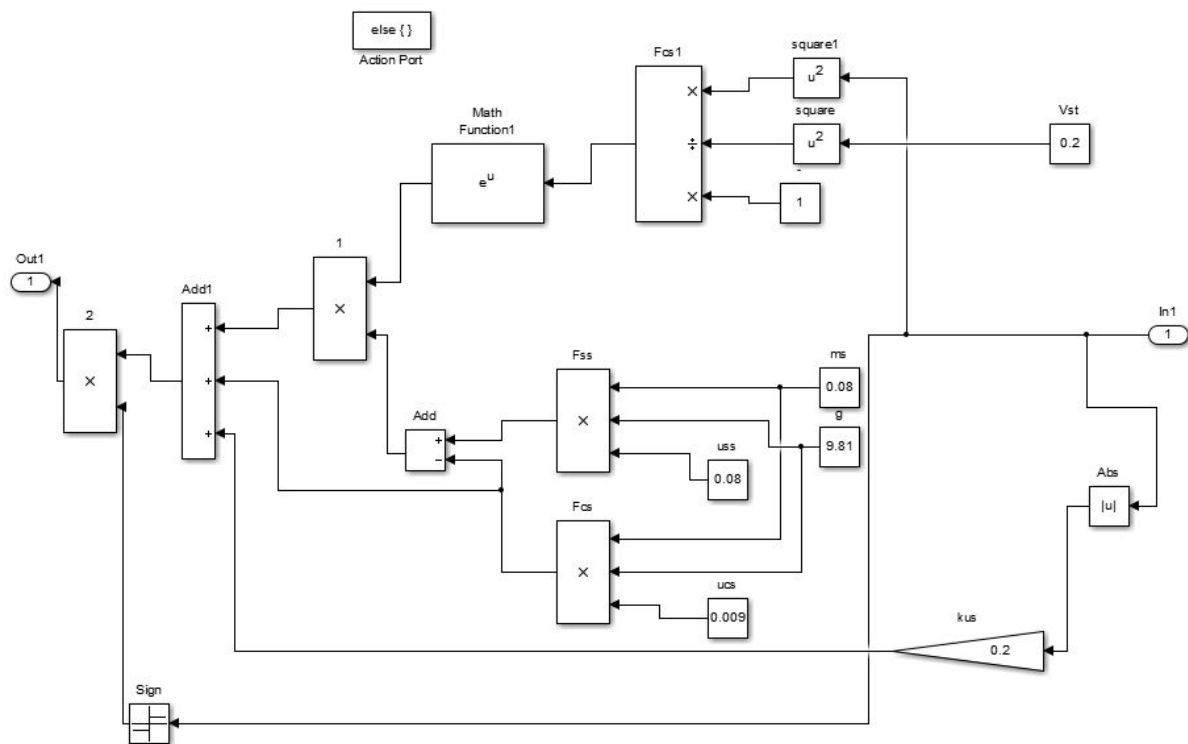 else { }
Action Port
Fcs1
×
÷
×
square1
u²
square
u²
Vst
0.2
-
1
Math
Function1
eᵘ
1
×
Out1
1
2
×
Add1
+
+
+
In1
1
Fss
×
ms
0.08
g
9.81
Add
+
−
uss
0.08
Fcs
×
ucs
0.009
Abs
|u|
kus
0.2
Sign